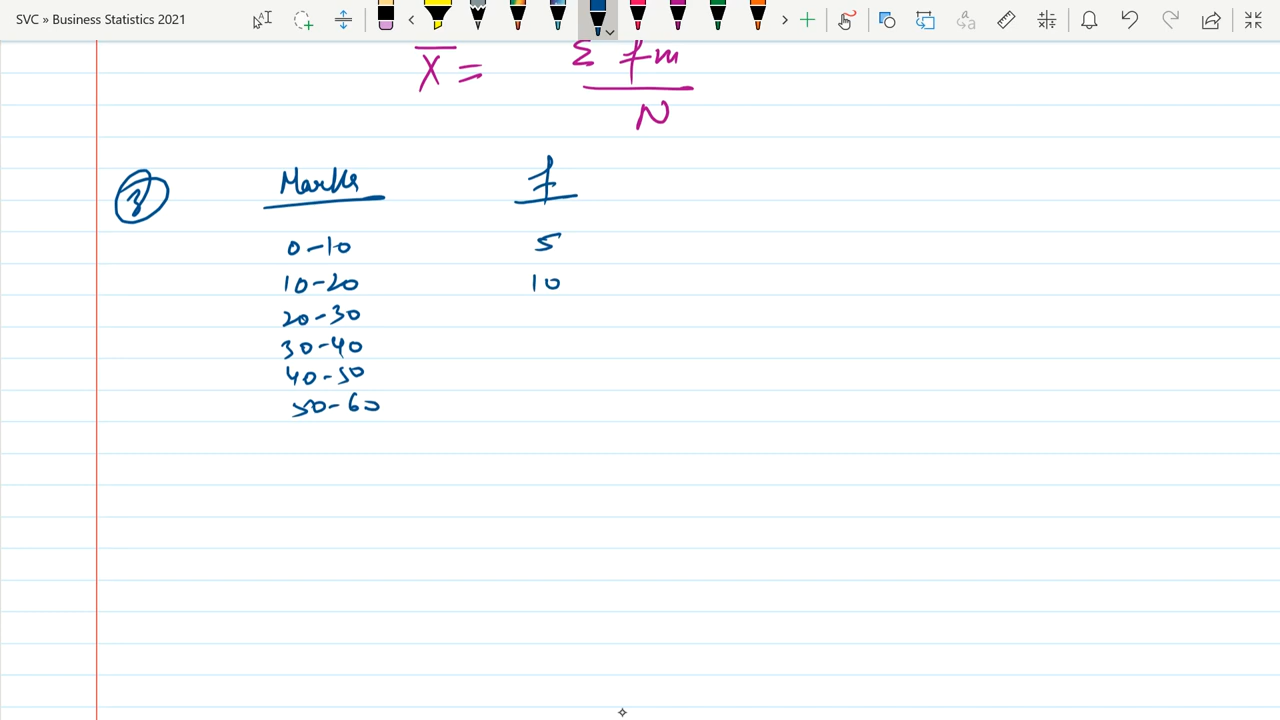 SVC » Business Statistics 2021
X̅ = Σ fm / N
3 Marks f
0-10 5
10-20 10
20-30
30-40
40-50
50-60